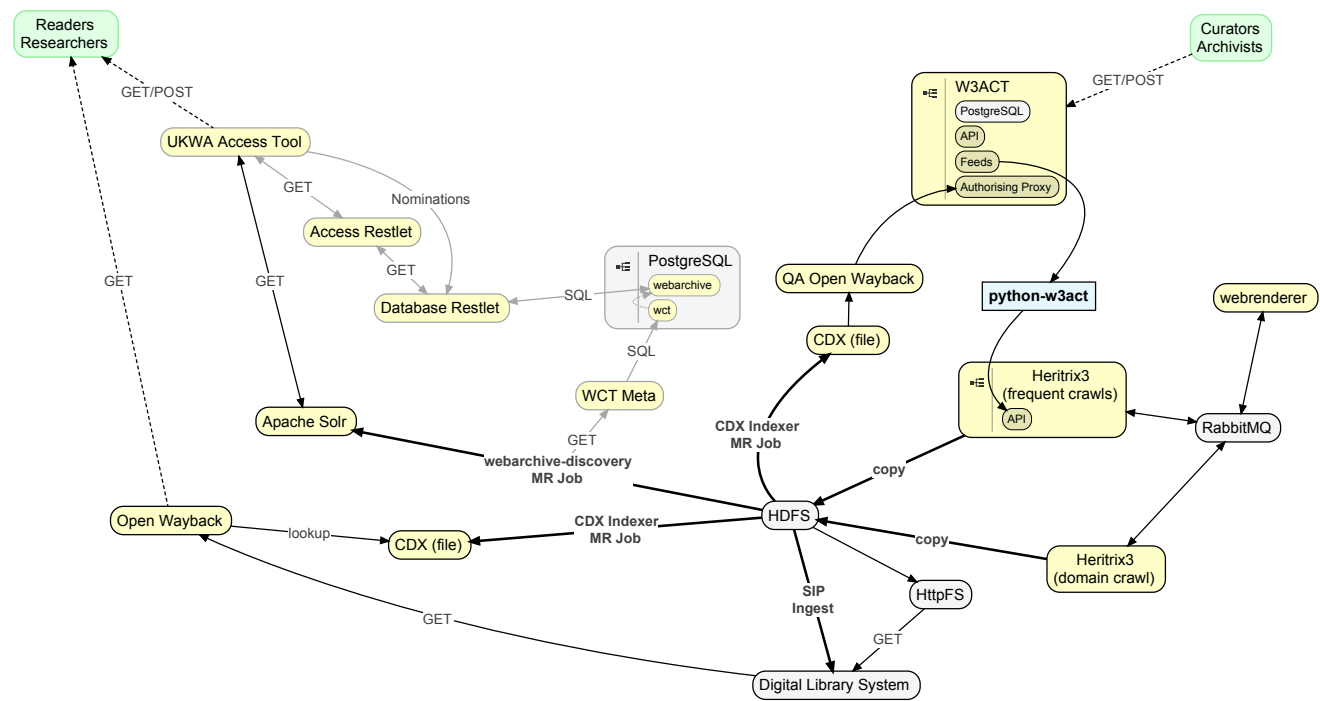 Readers
Researchers
Curators
Archivists
GET/POST
GET/POST
W3ACT
PostgreSQL
API
Feeds
Authorising Proxy
UKWA Access Tool
GET
Nominations
Access Restlet
GET
GET
GET
Database Restlet
SQL
PostgreSQL
webarchive
wct
QA Open Wayback
python-w3act
webrenderer
CDX (file)
SQL
WCT Meta
Heritrix3
(frequent crawls)
API
Apache Solr
GET
CDX Indexer
MR Job
RabbitMQ
webarchive-discovery
MR Job
copy
Open Wayback
lookup
CDX (file)
CDX Indexer
MR Job
HDFS
copy
Heritrix3
(domain crawl)
SIP
Ingest
HttpFS
GET
GET
Digital Library System